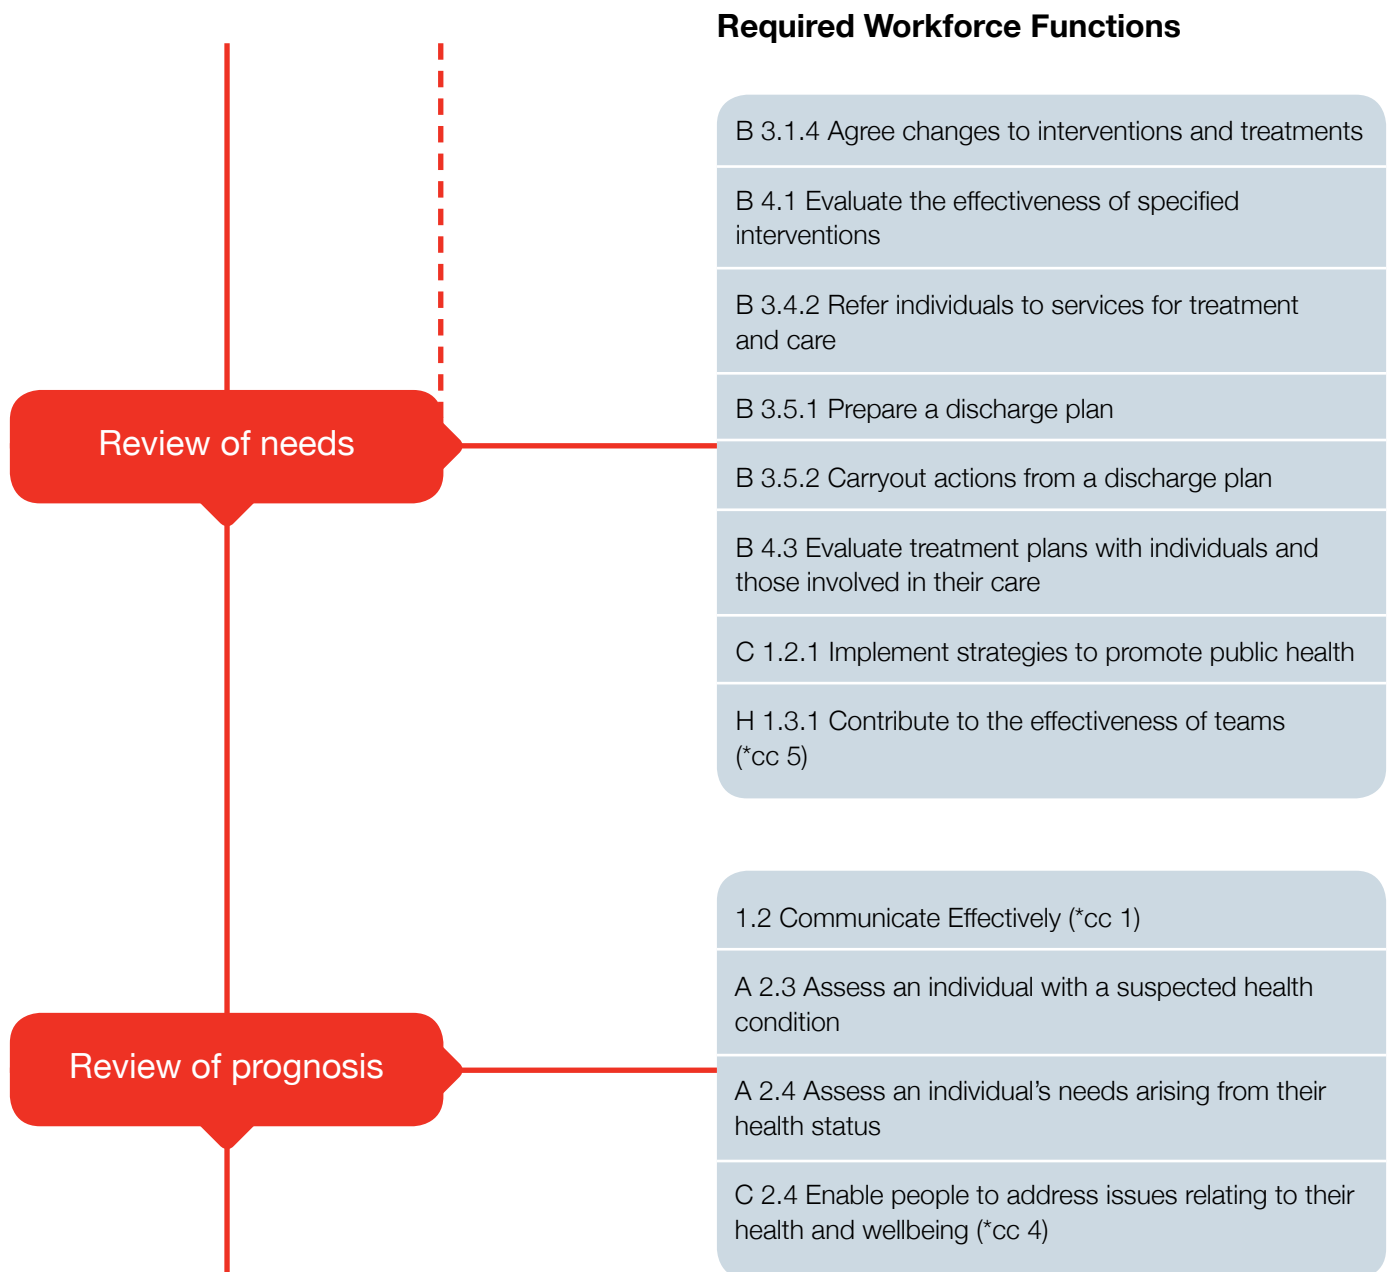 Required Workforce Functions
B 3.1.4 Agree changes to interventions and treatments
B 4.1 Evaluate the effectiveness of specified
interventions
B 3.4.2 Refer individuals to services for treatment
and care
Review of needs
B 3.5.1 Prepare a discharge plan
B 3.5.2 Carryout actions from a discharge plan
B 4.3 Evaluate treatment plans with individuals and
those involved in their care
C 1.2.1 Implement strategies to promote public health
H 1.3.1 Contribute to the effectiveness of teams
(*cc 5)
Review of prognosis
1.2 Communicate Effectively (*cc 1)
A 2.3 Assess an individual with a suspected health
condition
A 2.4 Assess an individual’s needs arising from their
health status
C 2.4 Enable people to address issues relating to their
health and wellbeing (*cc 4)